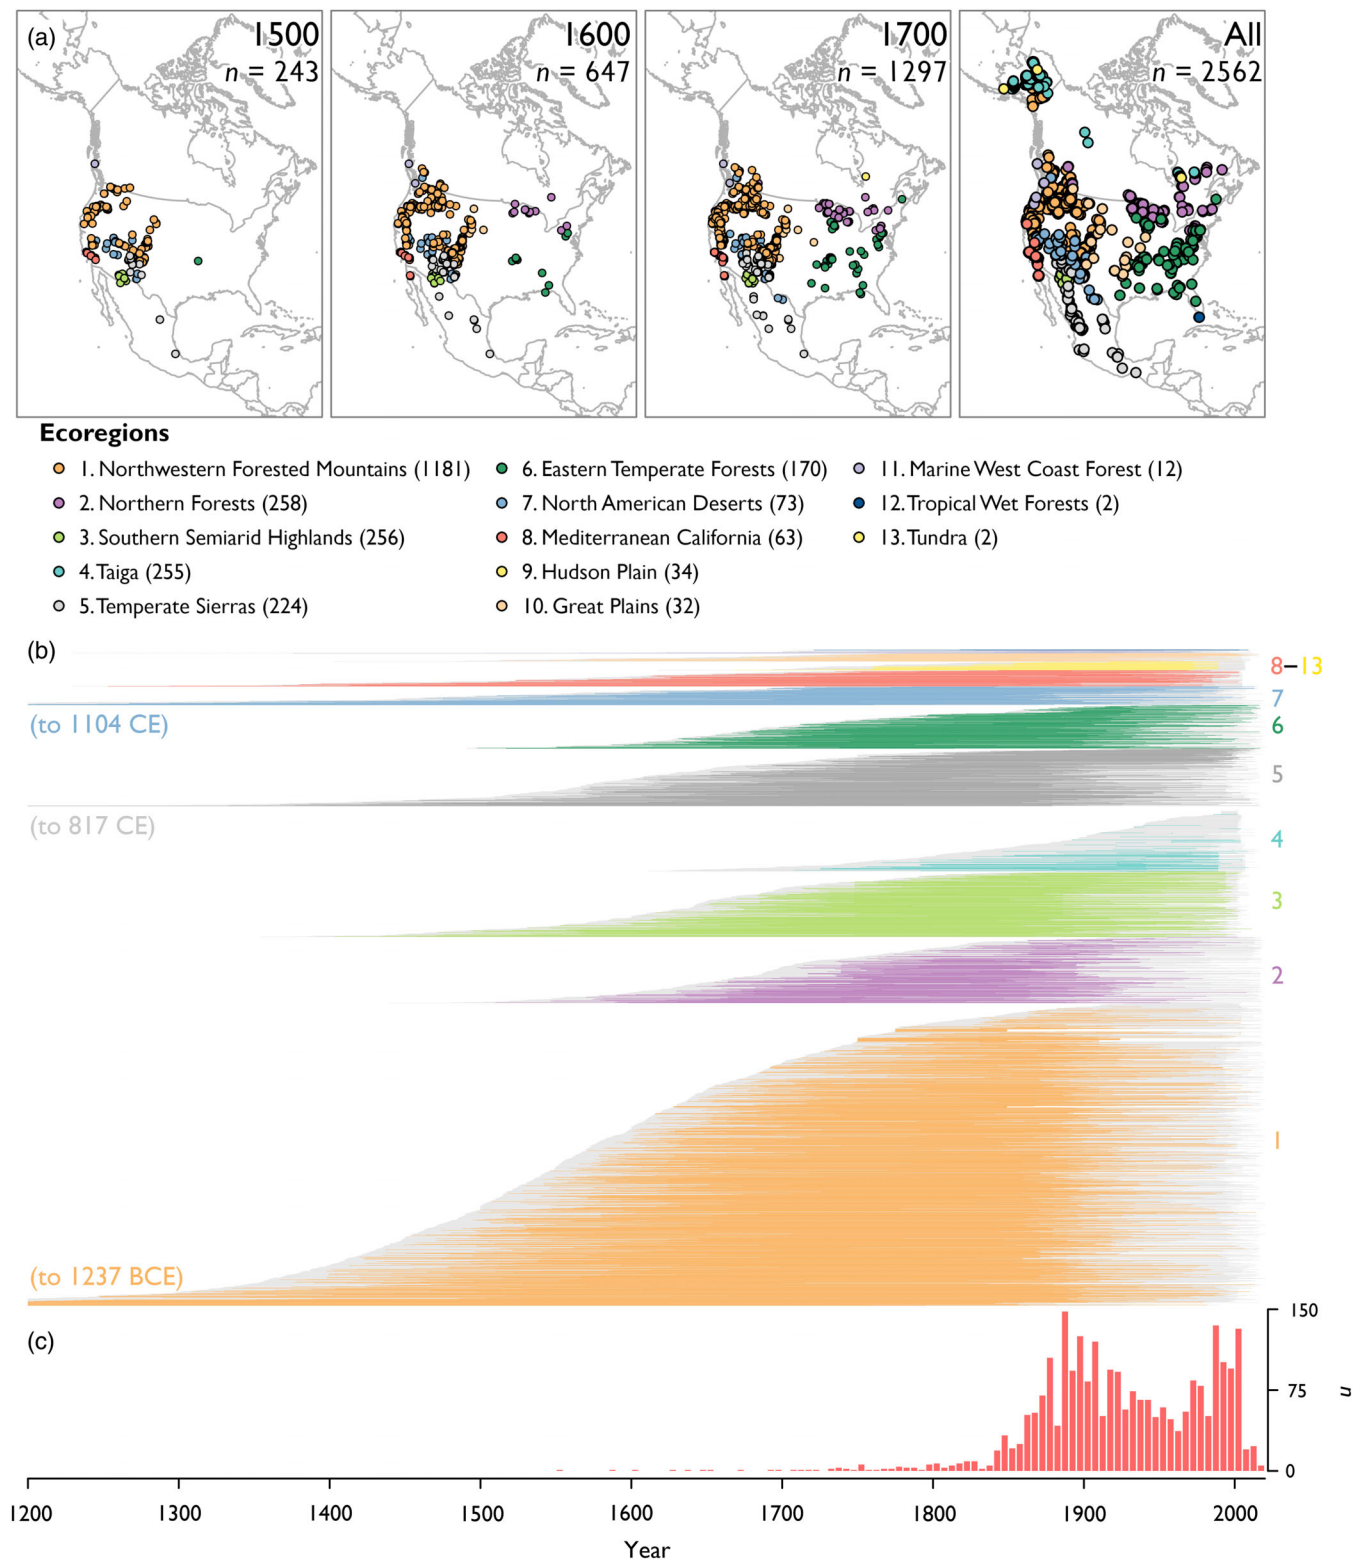 (a)
1500
n = 243
1600
n = 647
1700
n = 1297
All
n = 2562
Ecoregions
1. Northwestern Forested Mountains (1181)
2. Northern Forests (258)
3. Southern Semiarid Highlands (256)
4. Taiga (255)
5. Temperate Sierras (224)
6. Eastern Temperate Forests (170)
7. North American Deserts (73)
8. Mediterranean California (63)
9. Hudson Plain (34)
10. Great Plains (32)
11. Marine West Coast Forest (12)
12. Tropical Wet Forests (2)
13. Tundra (2)
(b)
8–13
7
(to 1104 CE)
6
5
(to 817 CE)
4
3
2
1
(to 1237 BCE)
(c)
150
75
n
0
1200 1300 1400 1500 1600 1700 1800 1900 2000
Year